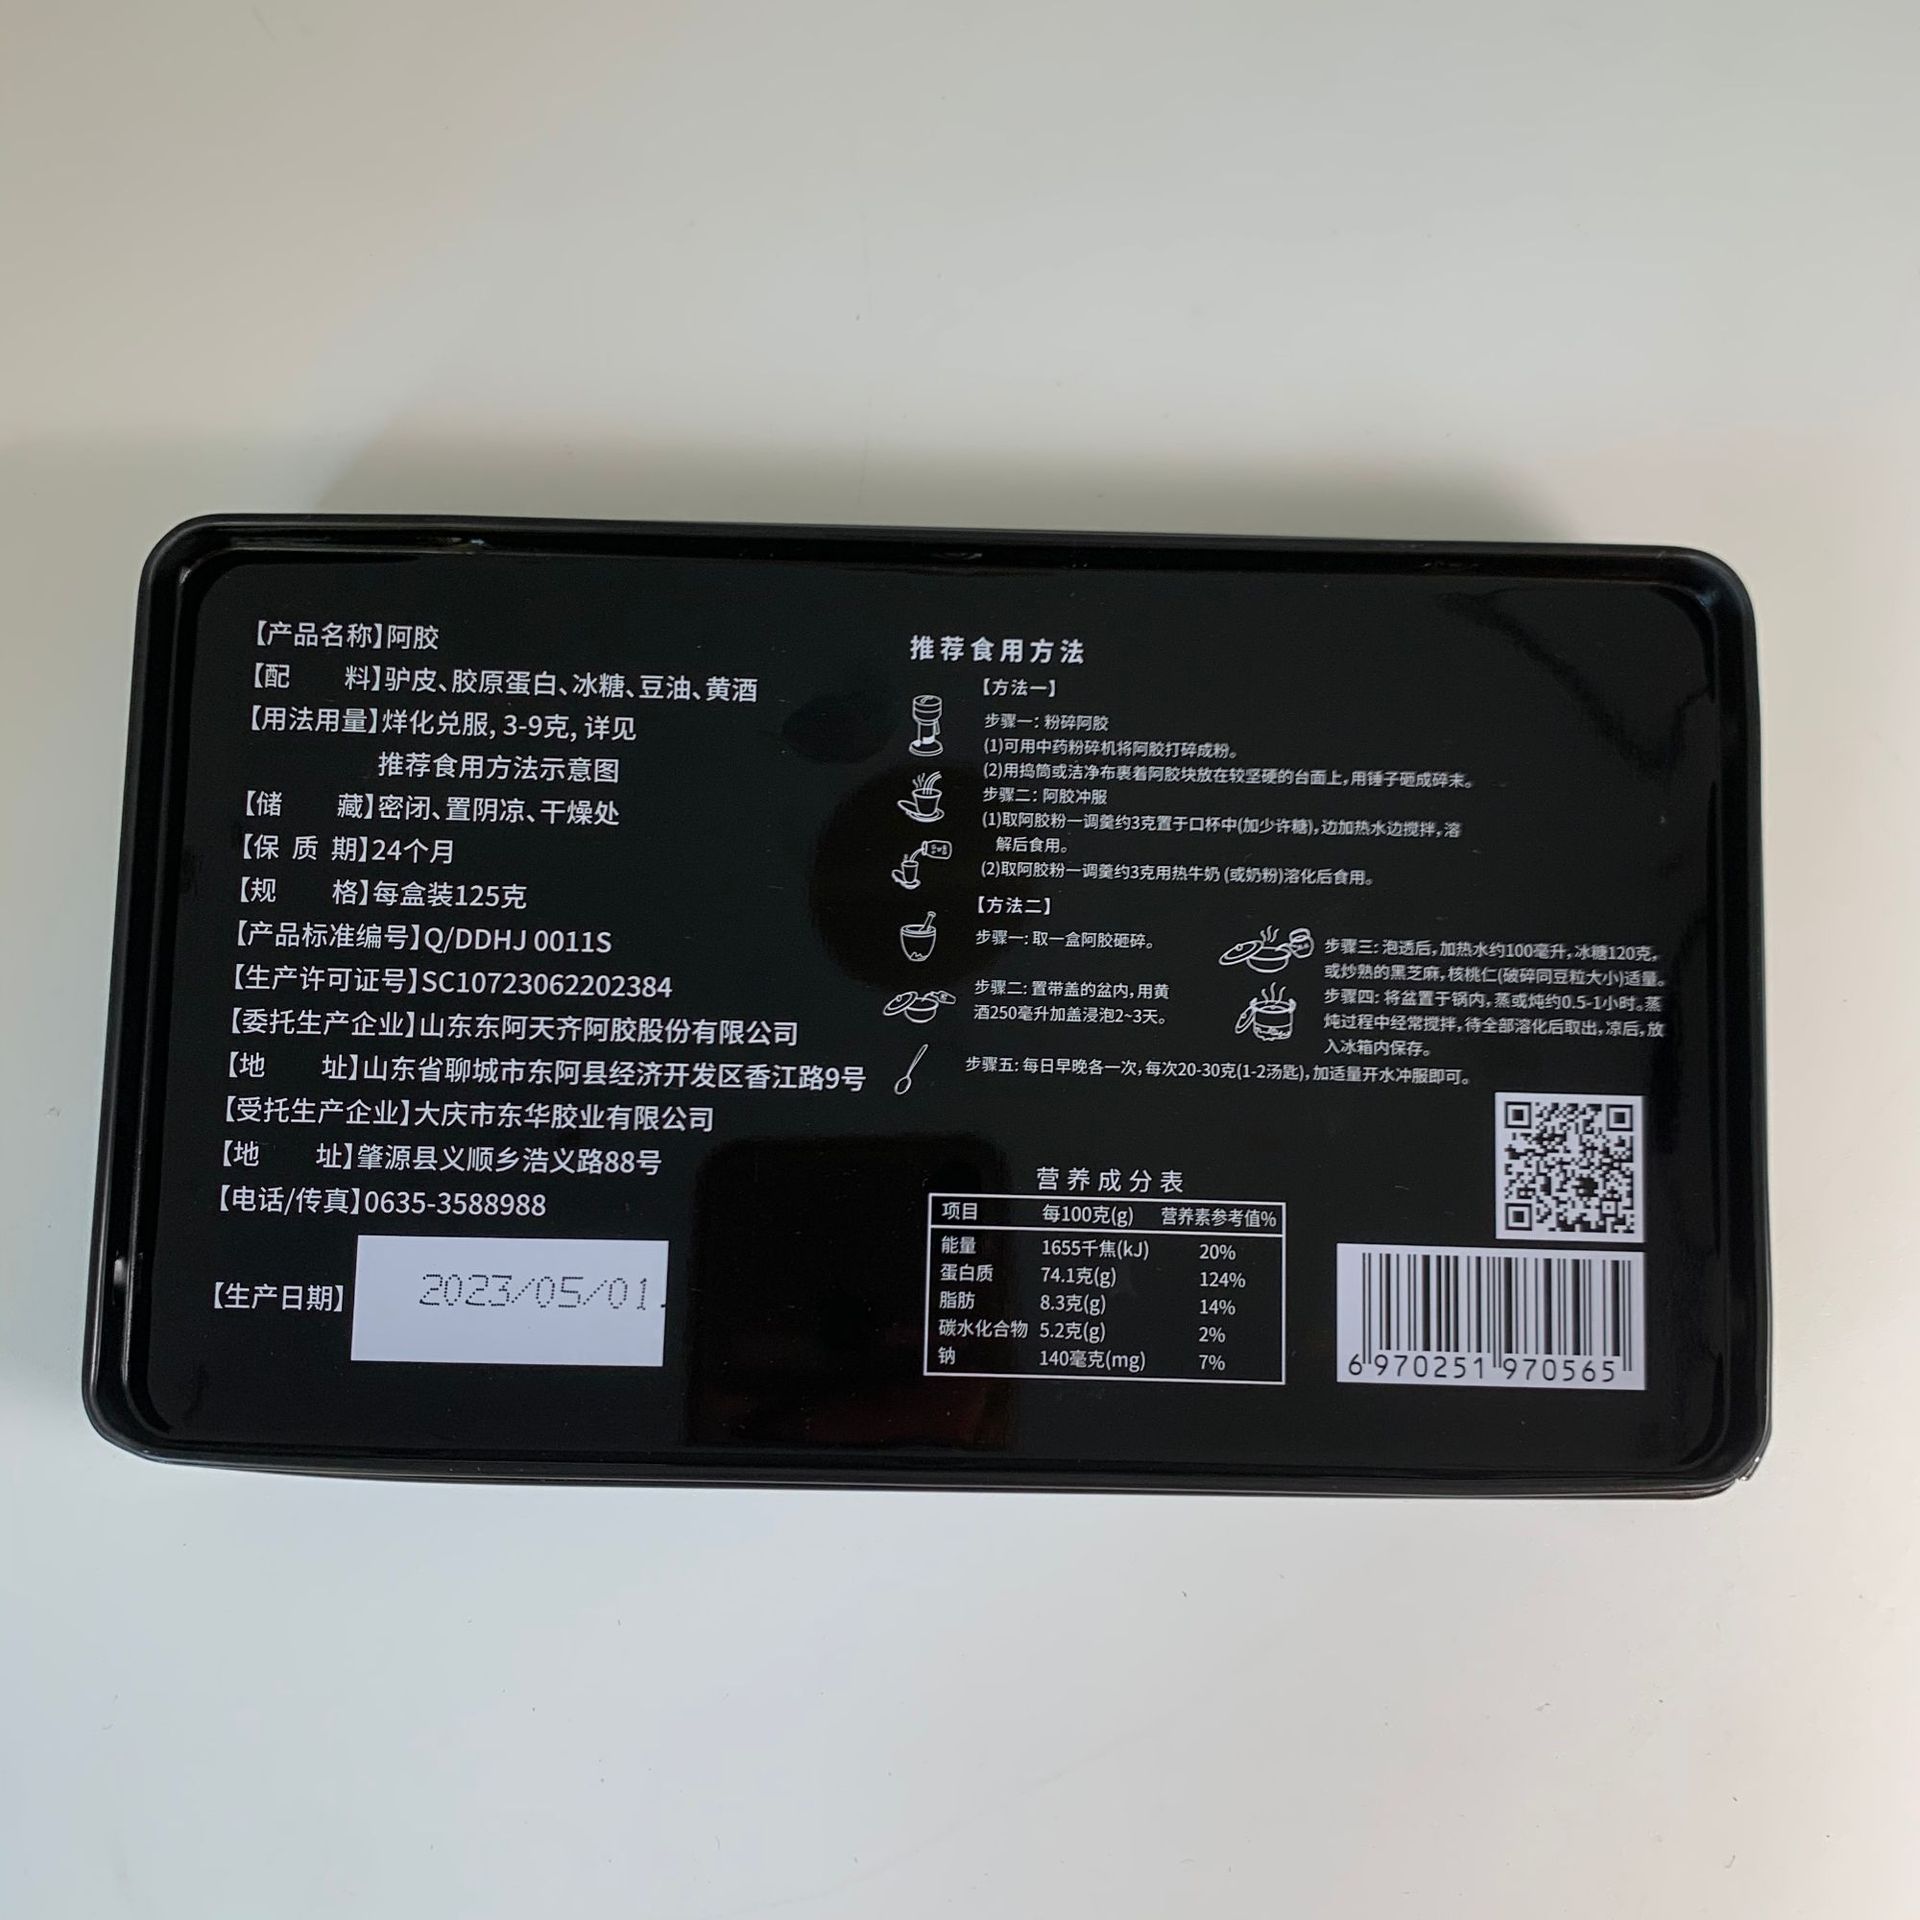 【产品名称】阿胶
【配 料】驴皮、胶原蛋白、冰糖、豆油、黄酒
【用法用量】烊化兑服, 3-9克, 详见
推荐食用方法示意图
【储 藏】密闭、置阴凉、干燥处
【保 质 期】24个月
【规 格】每盒装125克
【产品标准编号】Q/DDHJ 0011S
【生产许可证号】SC10723062202384
【委托生产企业】山东东阿天齐阿胶股份有限公司
【地 址】山东省聊城市东阿县经济开发区香江路9号
【受托生产企业】大庆市东华胶业有限公司
【地 址】肇源县义顺乡浩义路88号
【电话/传真】0635-3588988
【生产日期】 2023/05/01
推荐食用方法
【方法一】
步骤一: 粉碎阿胶
(1)可用中药粉碎机将阿胶打碎成粉。
(2)用捣筒或洁净布裹着阿胶块放在较坚硬的台面上,用锤子砸成碎末。
步骤二: 阿胶冲服
(1)取阿胶粉一调羹约3克置于口杯中(加少许糖),边加热水边搅拌,溶
解后食用。
(2)取阿胶粉一调羹约3克用热牛奶 (或奶粉)溶化后食用。
【方法二】
步骤一: 取一盒阿胶砸碎。
步骤二: 置带盖的盆内,用黄
酒250毫升加盖浸泡2~3天。
步骤三: 泡透后,加热水约100毫升,冰糖120克,
或炒熟的黑芝麻,核桃仁(破碎同豆粒大小)适量。
步骤四: 将盆置于锅内,蒸或炖约0.5-1小时。蒸
炖过程中经常搅拌,待全部溶化后取出,凉后,放
入冰箱内保存。
步骤五: 每日早晚各一次,每次20-30克(1-2汤匙),加适量开水冲服即可。
营养成分表
项目 每100克(g) 营养素参考值%
能量 1655千焦(kJ) 20%
蛋白质 74.1克(g) 124%
脂肪 8.3克(g) 14%
碳水化合物 5.2克(g) 2%
钠 140毫克(mg) 7%
6 970251 970565